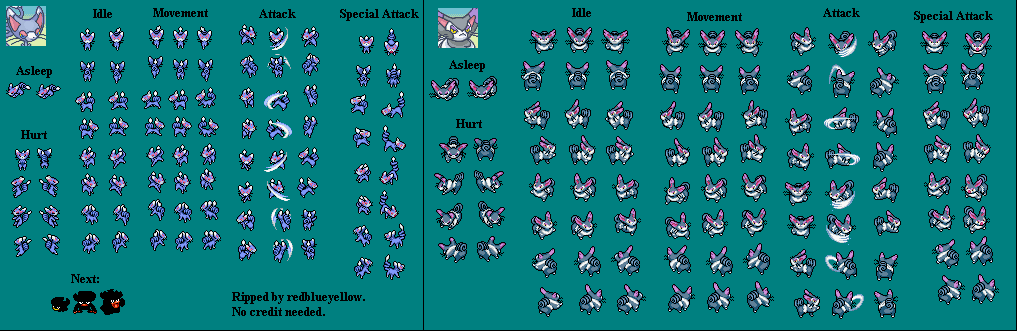 Idle Movement Attack Special Attack
Asleep
Hurt
Next:
Ripped by redblueyellow.
No credit needed.
Idle Movement Attack Special Attack
Asleep
Hurt